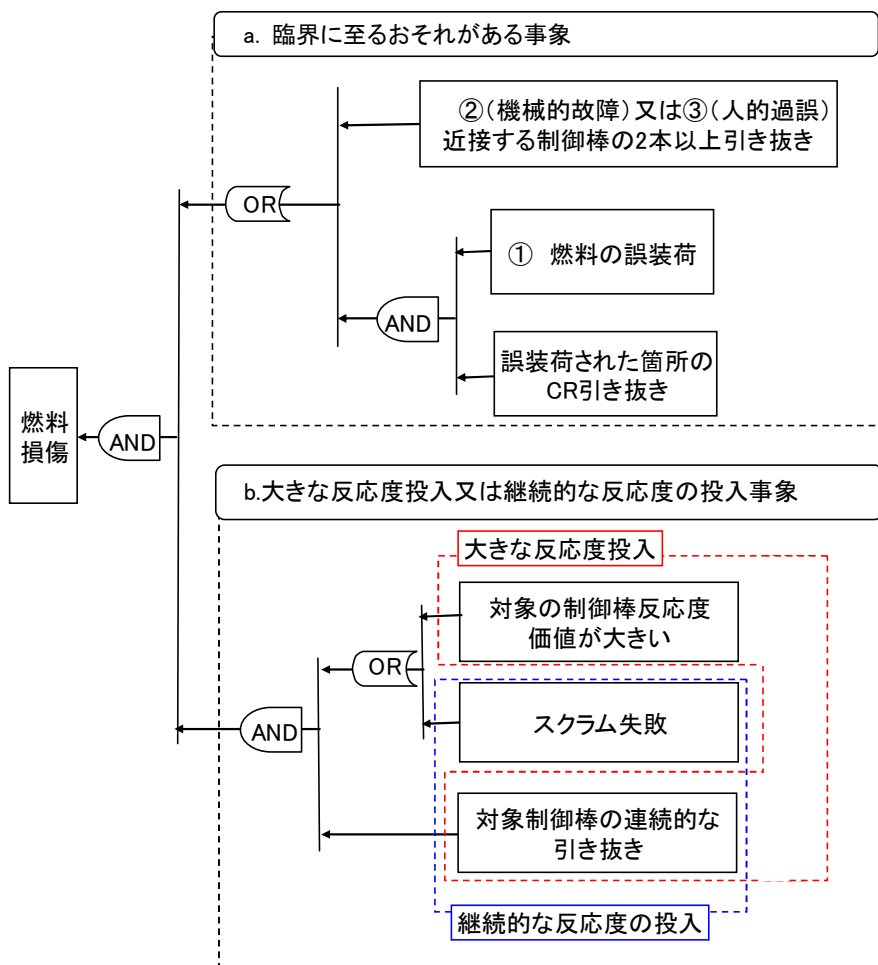 a. 臨界に至るおそれがある事象
②(機械的故障)又は③(人的過誤)
近接する制御棒の2本以上引き抜き
OR
① 燃料の誤装荷
AND
誤装荷された箇所の
CR引き抜き
燃料
損傷
AND
b.大きな反応度投入又は継続的な反応度の投入事象
大きな反応度投入
対象の制御棒反応度
価値が大きい
OR
スクラム失敗
AND
対象制御棒の連続的な
引き抜き
継続的な反応度の投入